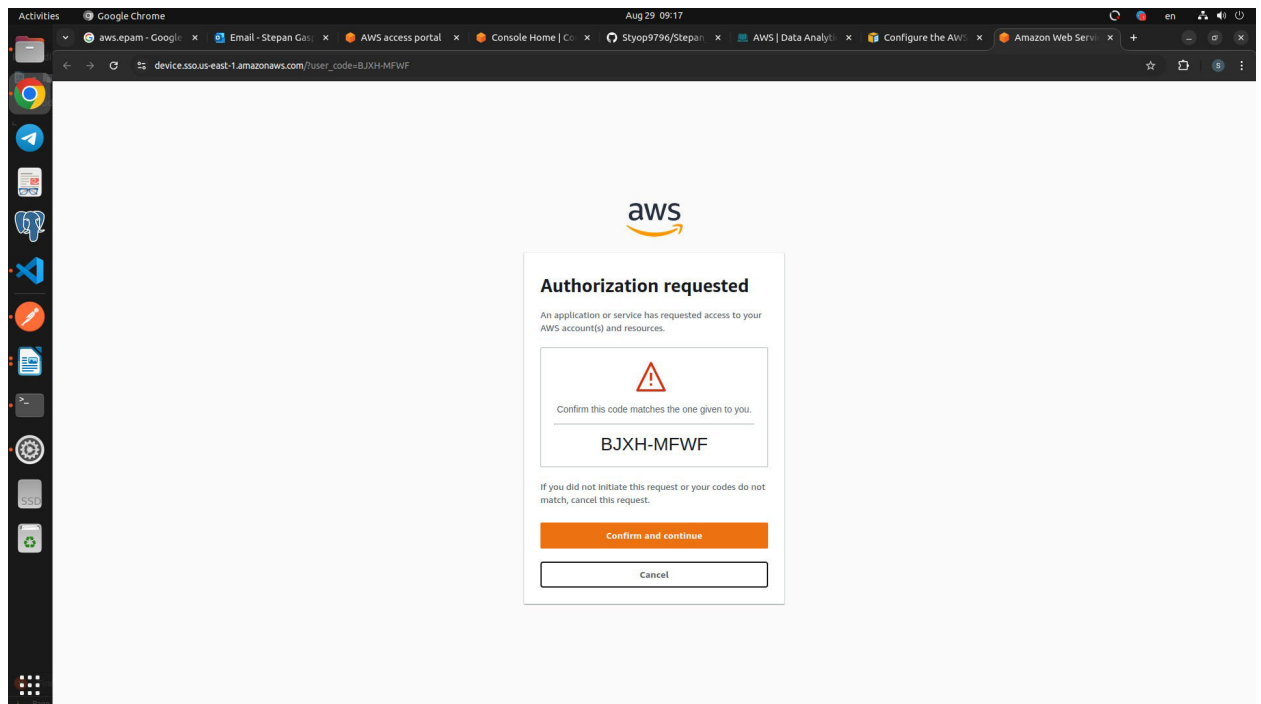 Activities
Google Chrome
Aug 29 09:17
en
aws.epam - Google
Email - Stepan Gasp
AWS access portal
Console Home | Co
Styop9796/Stepan
AWS | Data Analytic
Configure the AWS
Amazon Web Servi
device.sso.us-east-1.amazonaws.com/?user_code=BJXH-MFWF
S
aws
Authorization requested
An application or service has requested access to your
AWS account(s) and resources.
Confirm this code matches the one given to you.
BJXH-MFWF
If you did not initiate this request or your codes do not
match, cancel this request.
Confirm and continue
Cancel
SSD